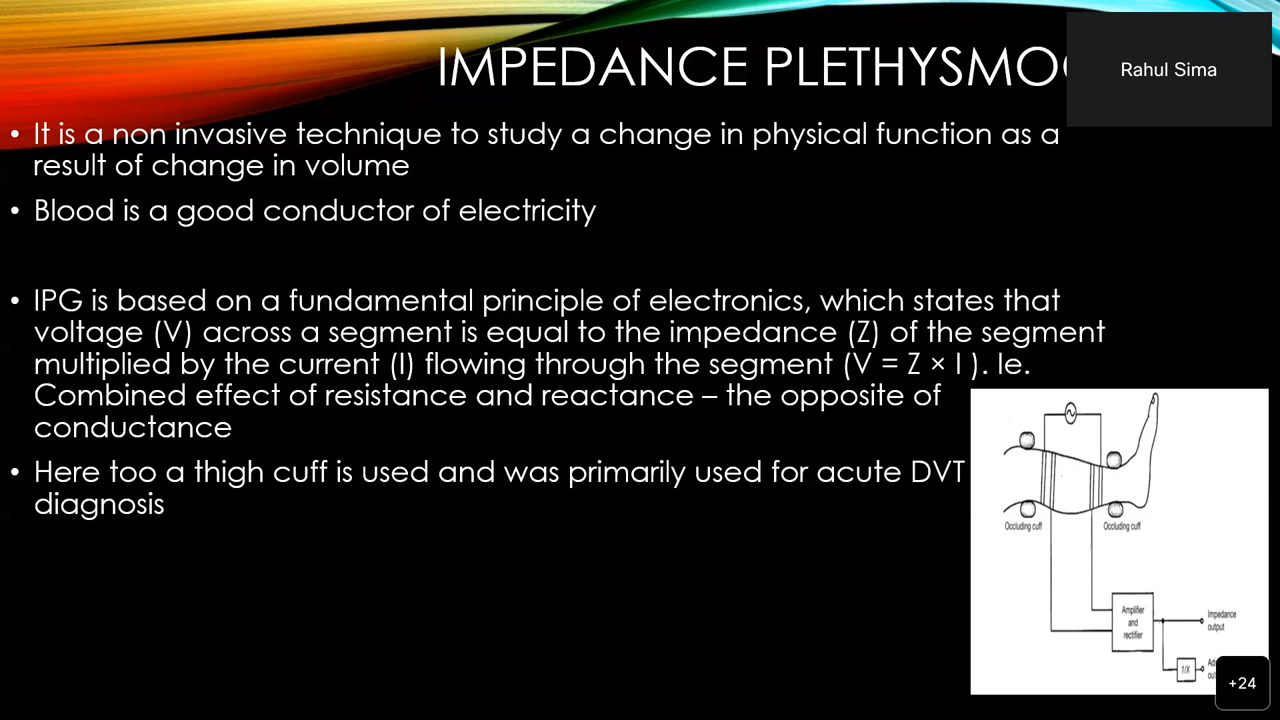 IMPEDANCE PLETHYSMO
Rahul Sima
• It is a non invasive technique to study a change in physical function as a
result of change in volume
• Blood is a good conductor of electricity
• IPG is based on a fundamental principle of electronics, which states that
voltage (V) across a segment is equal to the impedance (Z) of the segment
multiplied by the current (I) flowing through the segment (V = Z × I ). Ie.
Combined effect of resistance and reactance – the opposite of
conductance
• Here too a thigh cuff is used and was primarily used for acute DVT
diagnosis
Occluding cuff
Occluding cuff
Amplifier
and
rectifier
Impedance
output
1/X
+24